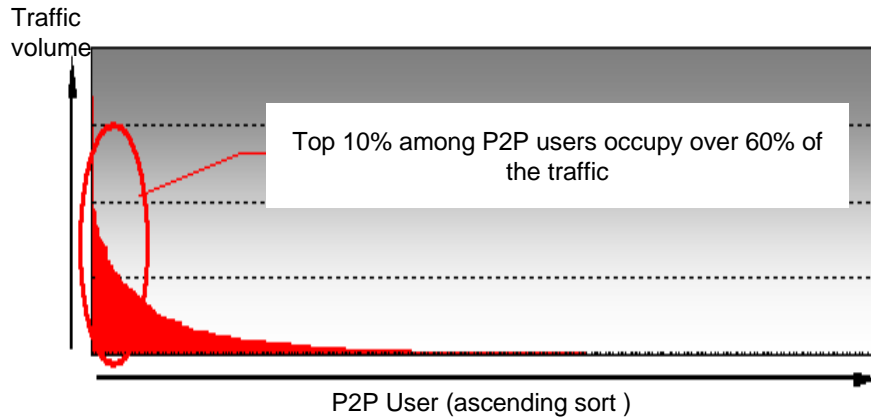 Traffic
volume
Top 10% among P2P users occupy over 60% of
the traffic
P2P User (ascending sort )